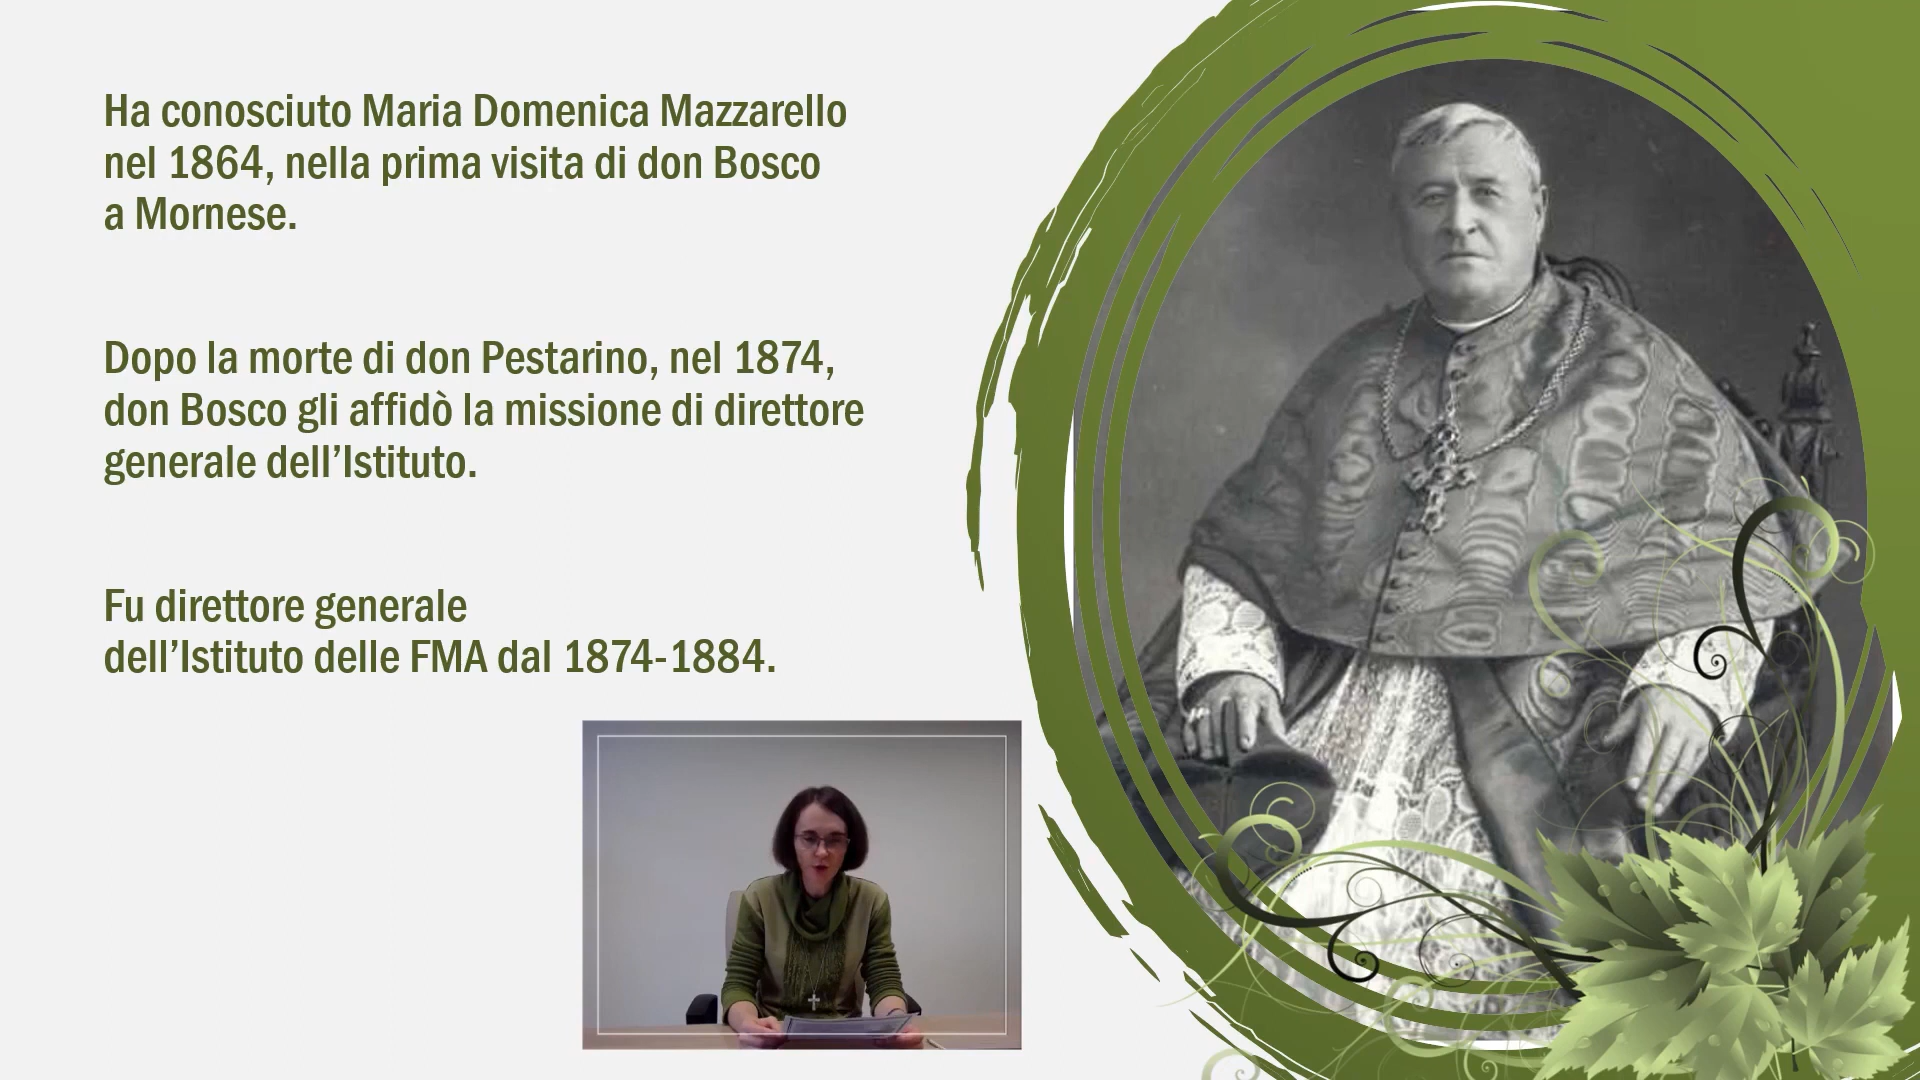 Ha conosciuto Maria Domenica Mazzarello
nel 1864, nella prima visita di don Bosco
a Mornese.
Dopo la morte di don Pestarino, nel 1874,
don Bosco gli affidò la missione di direttore
generale dell’Istituto.
Fu direttore generale
dell’Istituto delle FMA dal 1874-1884.